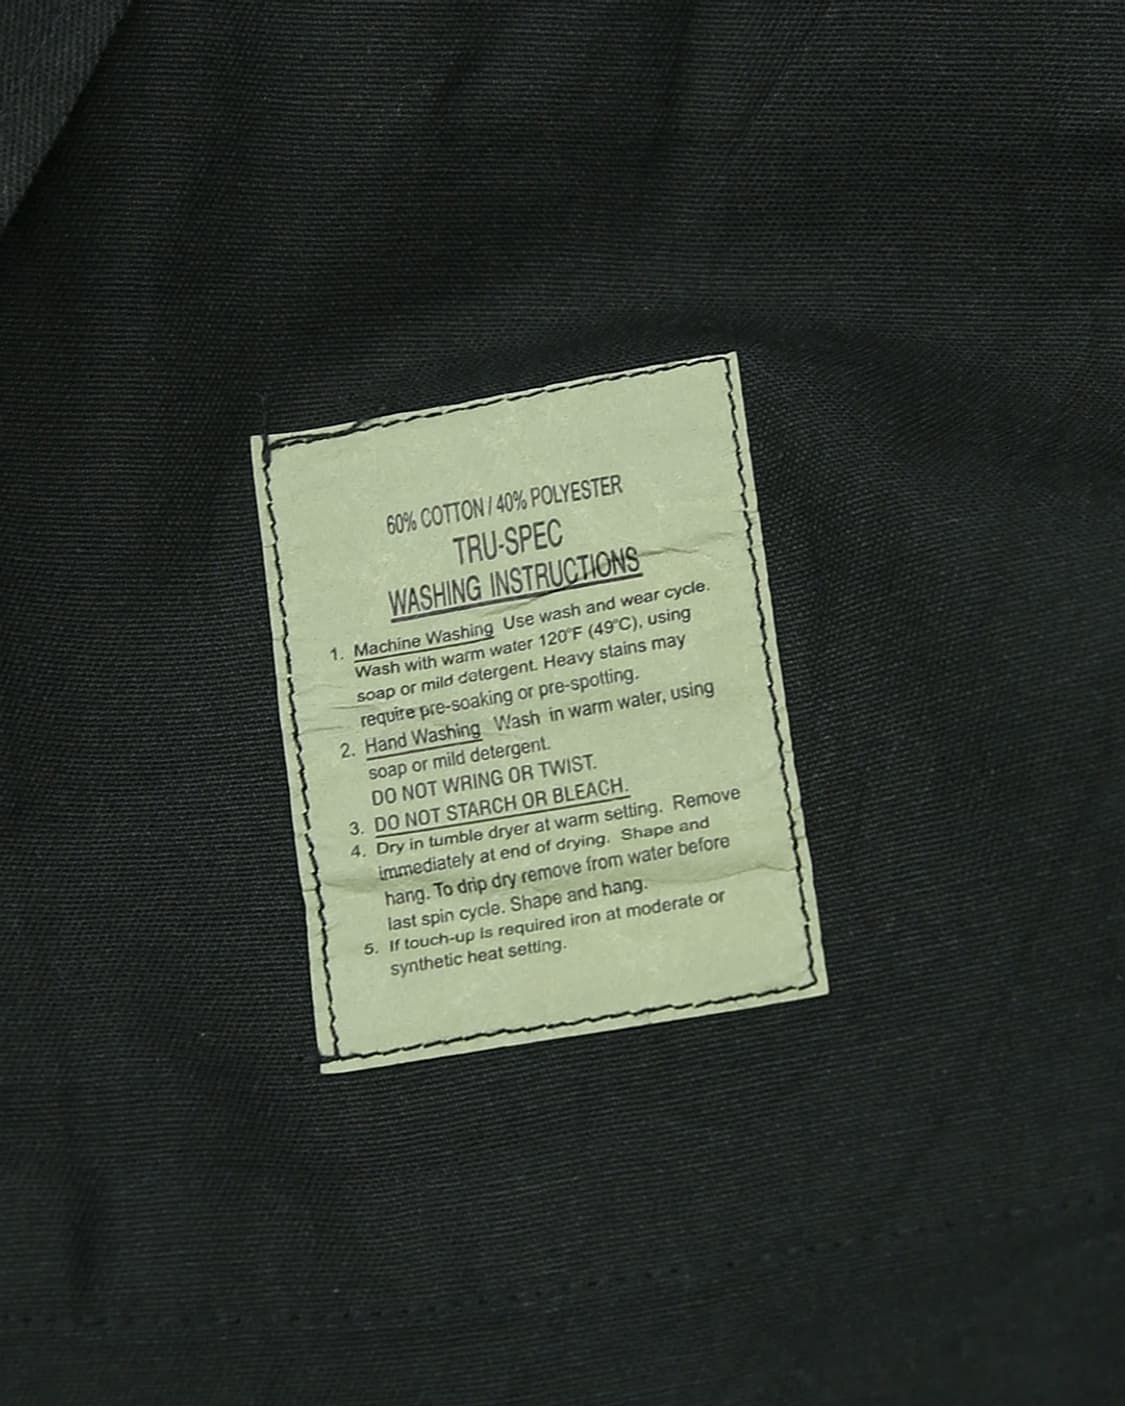 60% COTTON / 40% POLYESTER
TRU-SPEC
WASHING INSTRUCTIONS
1. Machine Washing Use wash and wear cycle.
Wash with warm water 120°F (49°C), using
soap or mild detergent. Heavy stains may
require pre-soaking or pre-spotting.
2. Hand Washing Wash in warm water, using
soap or mild detergent.
DO NOT WRING OR TWIST.
3. DO NOT STARCH OR BLEACH.
4. Dry in tumble dryer at warm setting. Remove
immediately at end of drying. Shape and
hang. To drip dry remove from water before
last spin cycle. Shape and hang.
5. If touch-up is required iron at moderate or
synthetic heat setting.